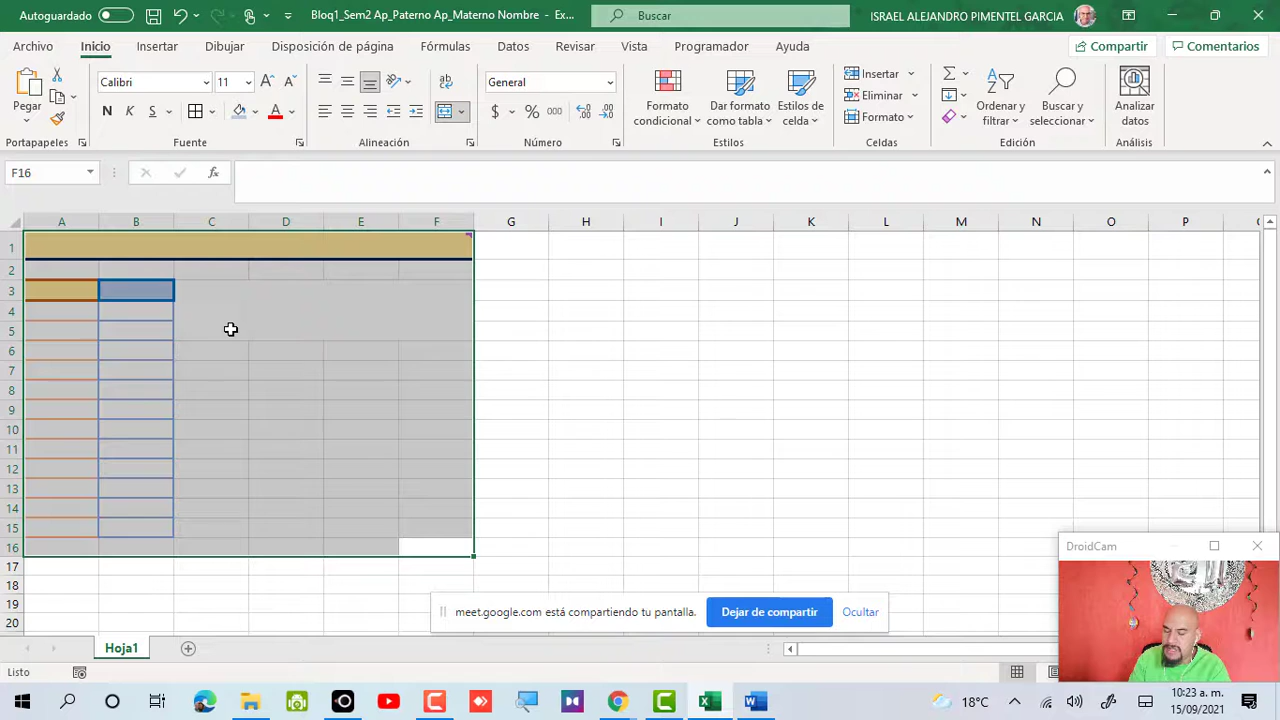 Autoguardado
Bloq1_Sem2 Ap_Paterno Ap_Materno Nombre - Ex...
Buscar
ISRAEL ALEJANDRO PIMENTEL GARCIA
Archivo Inicio Insertar Dibujar Disposición de página Fórmulas Datos Revisar Vista Programador Ayuda Compartir Comentarios
Pegar
Calibri 11
N K S
General
$ % 000
Formato condicional
Dar formato como tabla
Estilos de celda
Insertar
Eliminar
Formato
Ordenar y filtrar
Buscar y seleccionar
Analizar datos
Portapapeles Fuente Alineación Número Estilos Celdas Edición Análisis
F16
fx
A B C D E F G H I J K L M N O P
1
2
3
4
5
6
7
8
9
10
11
12
13
14
15
16
17
18
19
20
DroidCam
meet.google.com está compartiendo tu pantalla. Dejar de compartir Ocultar
Hoja1
Listo
18°C
10:23 a. m.
15/09/2021